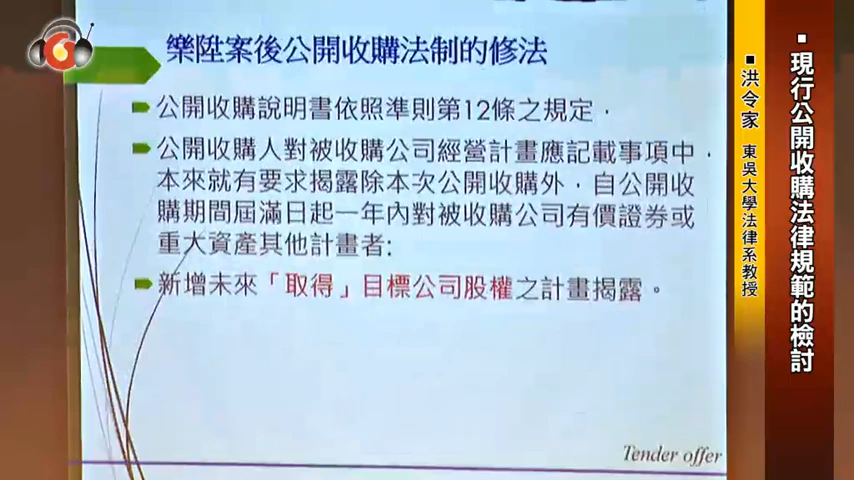 樂陞案後公開收購法制的修法
公開收購說明書依照準則第12條之規定，
公開收購人對被收購公司經營計畫應記載事項中，
本來就有要求揭露除本次公開收購外，自公開收
購期間屆滿日起一年內對被收購公司有價證券或
重大資產其他計畫者:
新增未來「取得」目標公司股權之計畫揭露。
Tender offer
現行公開收購法律規範的檢討
洪令家 東吳大學法律系教授